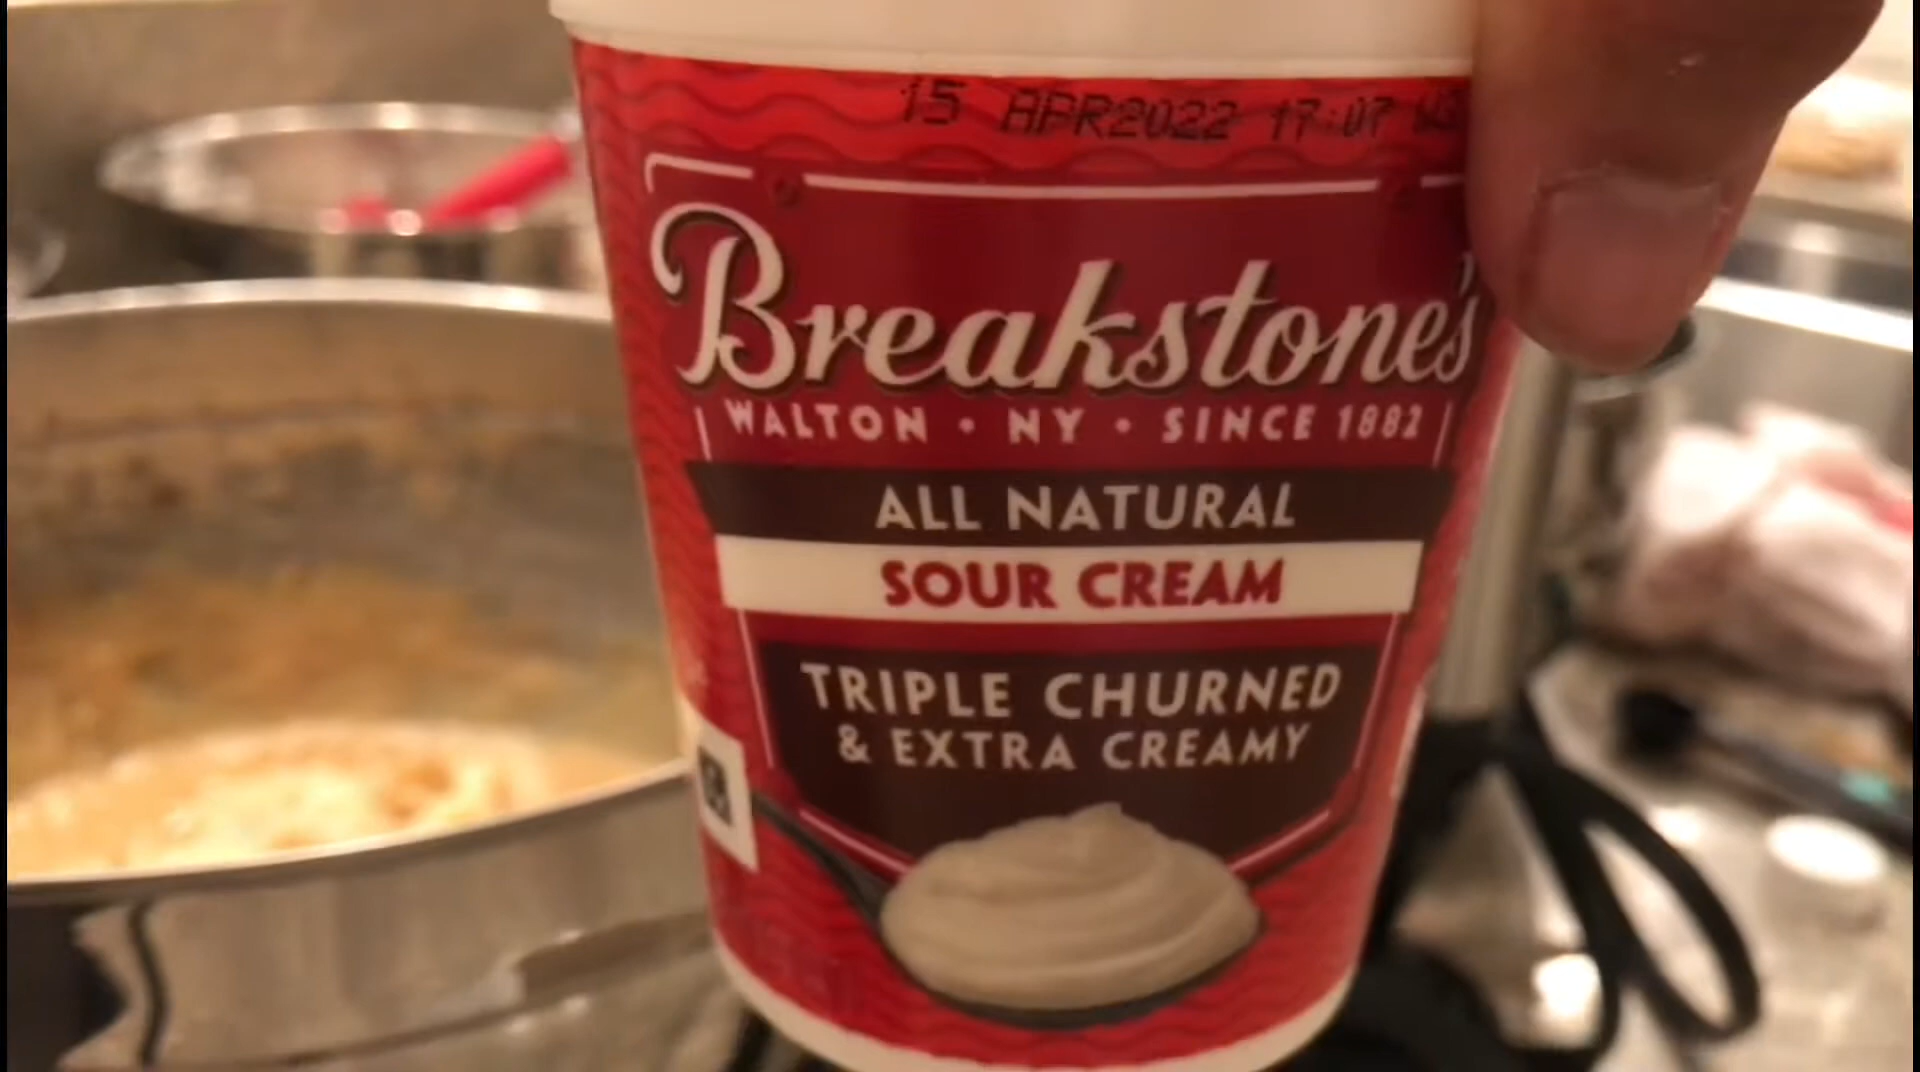 15 APR2022 17:07
Breakstone's
WALTON • NY • SINCE 1882
ALL NATURAL
SOUR CREAM
TRIPLE CHURNED
& EXTRA CREAMY